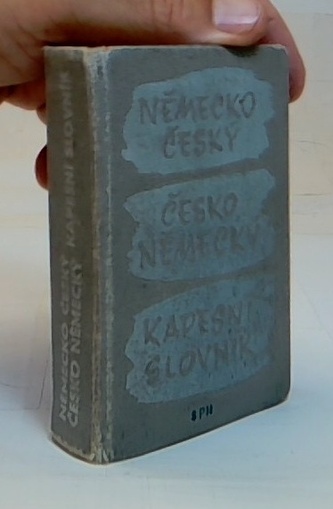 NĚMECKO
ČESKÝ
ČESKO
NĚMECKÝ
KAPESNÍ
SLOVNÍK
SPN
NĚMECKO ČESKÝ
ČESKO NĚMECKÝ KAPESNÍ SLOVNÍK